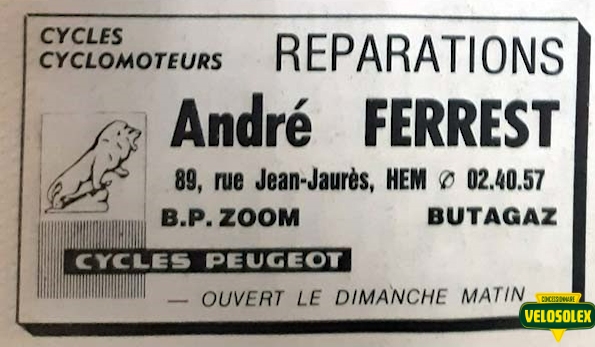 CYCLES
CYCLOMOTEURS
REPARATIONS
André FERREST
89, rue Jean-Jaurès, HEM ✆ 02.40.57
B.P. ZOOM BUTAGAZ
CYCLES PEUGEOT
— OUVERT LE DIMANCHE MATIN
CONCESSIONNAIRE
VELOSOLEX